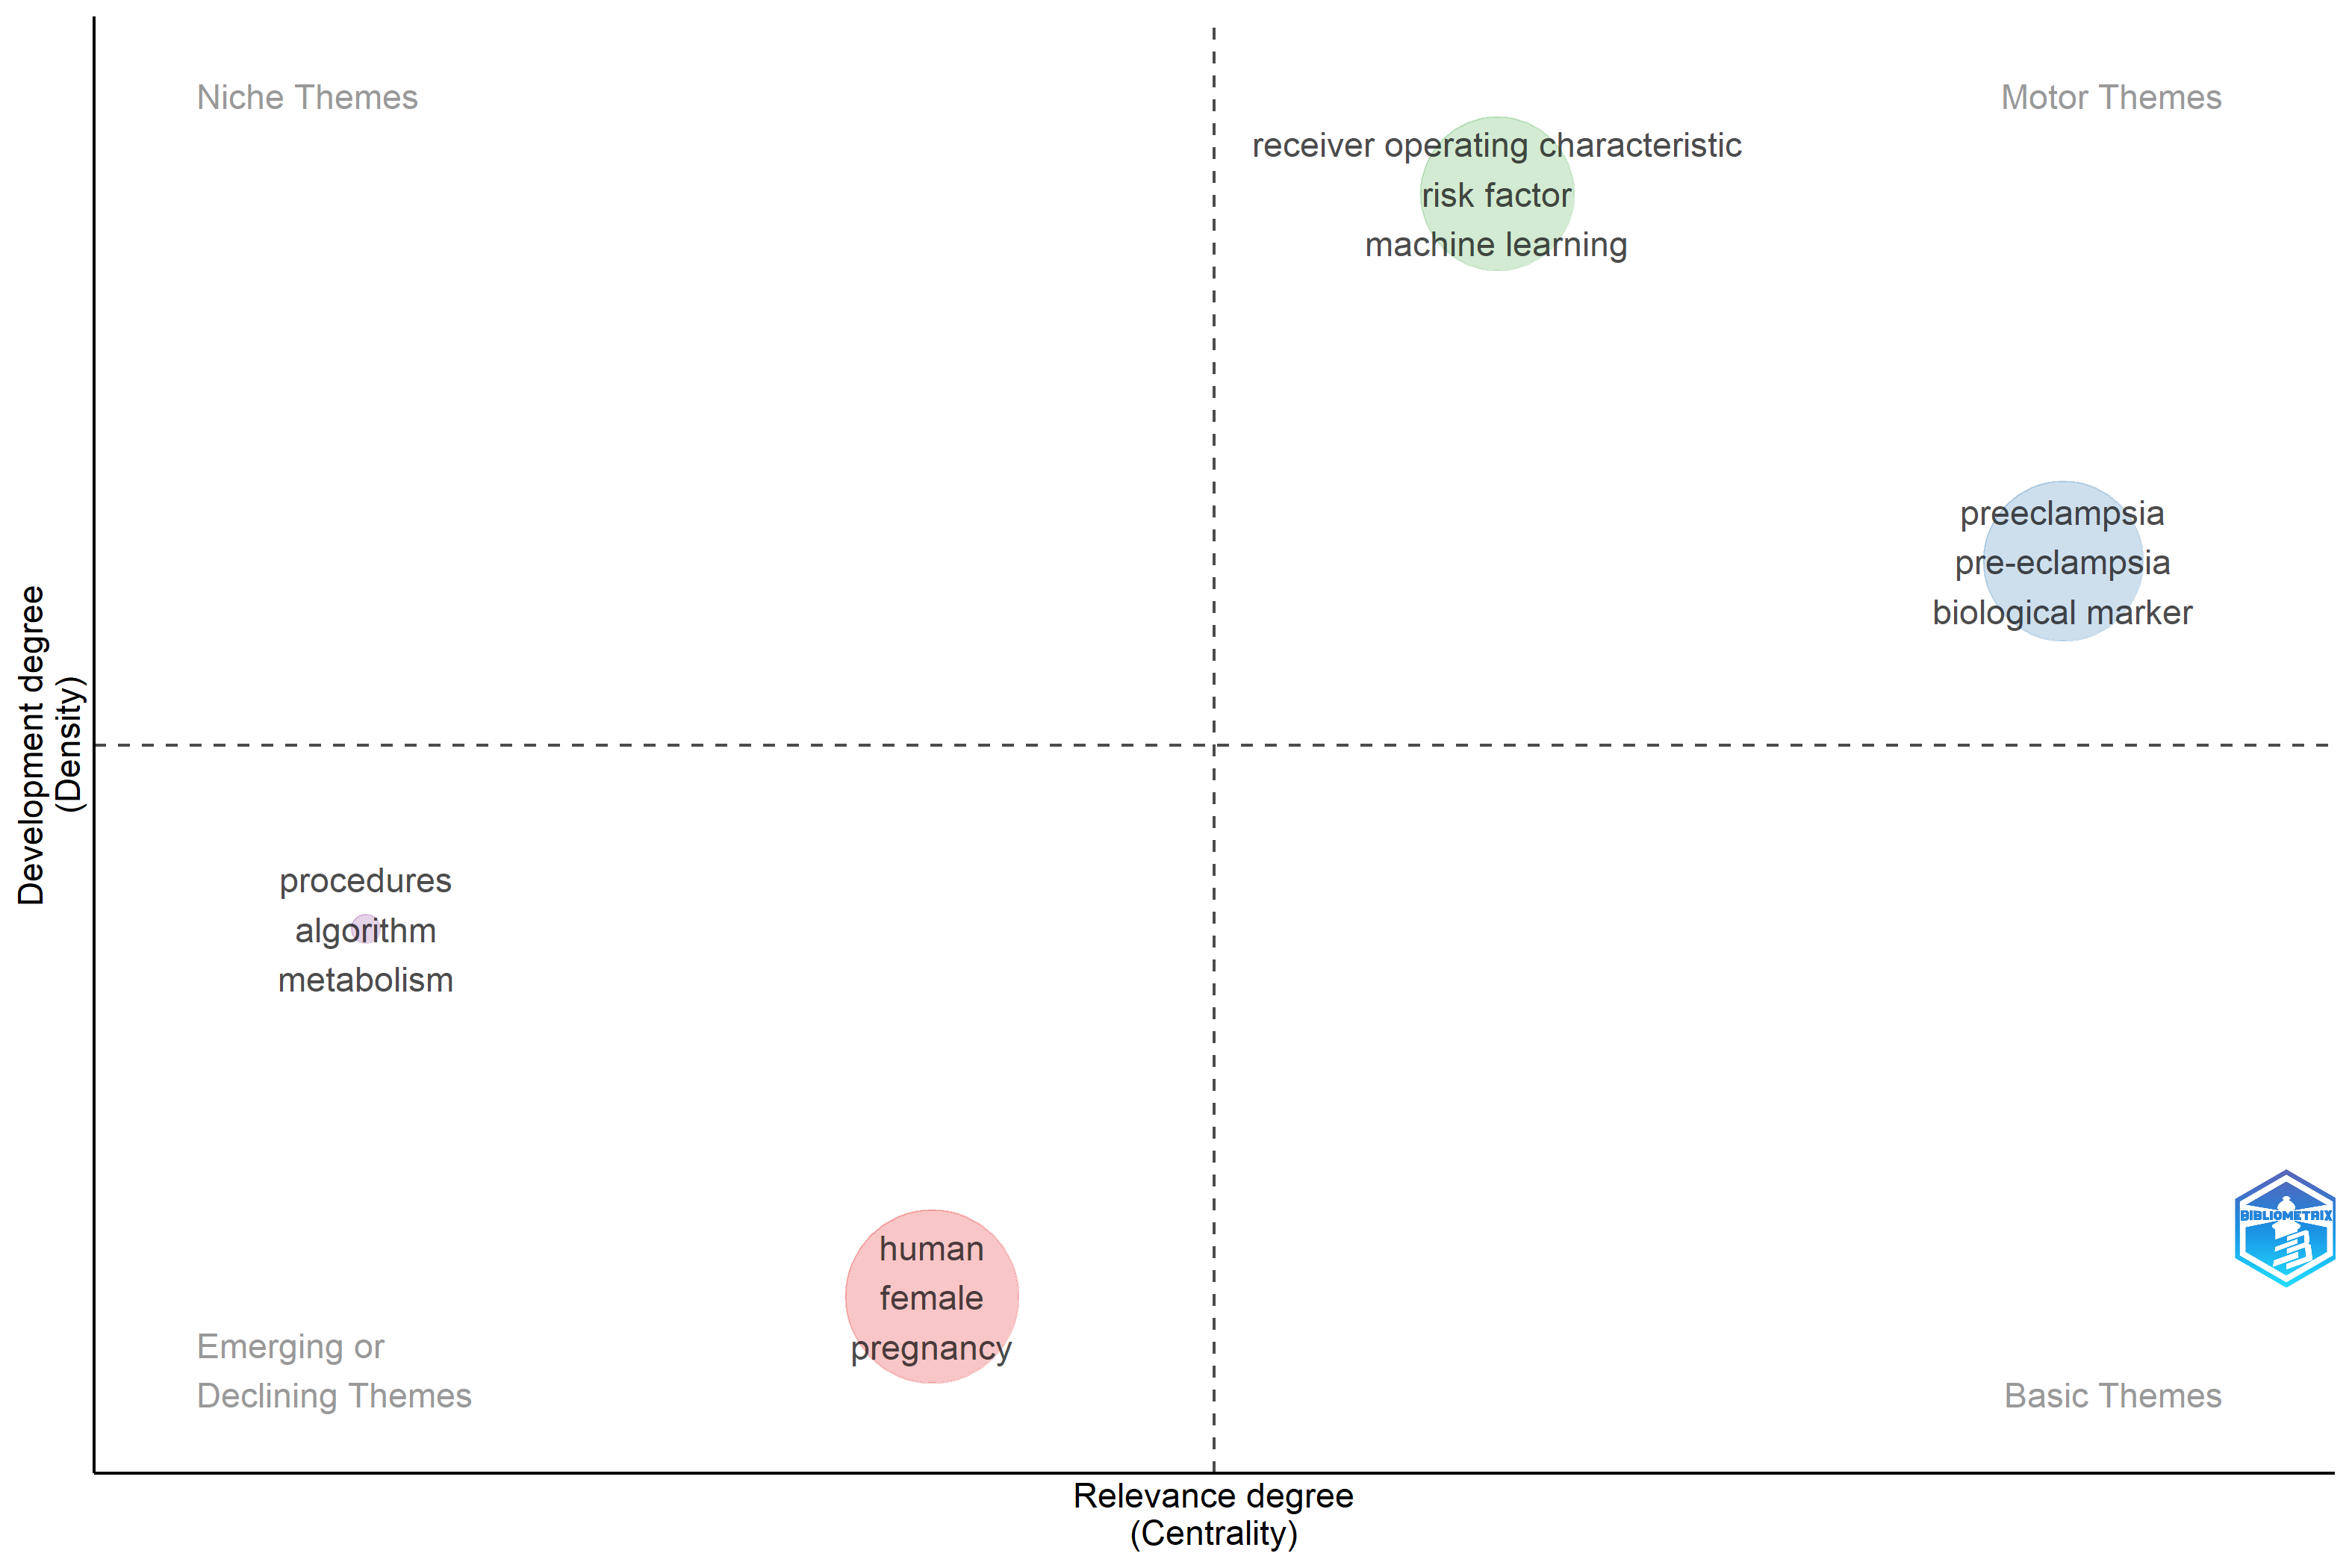 Niche Themes
Motor Themes
receiver operating characteristic
risk factor
machine learning
preeclampsia
pre-eclampsia
biological marker
Development degree
(Density)
procedures
algorithm
metabolism
human
female
pregnancy
BIBLIOMETRIX
Emerging or
Declining Themes
Basic Themes
Relevance degree
(Centrality)